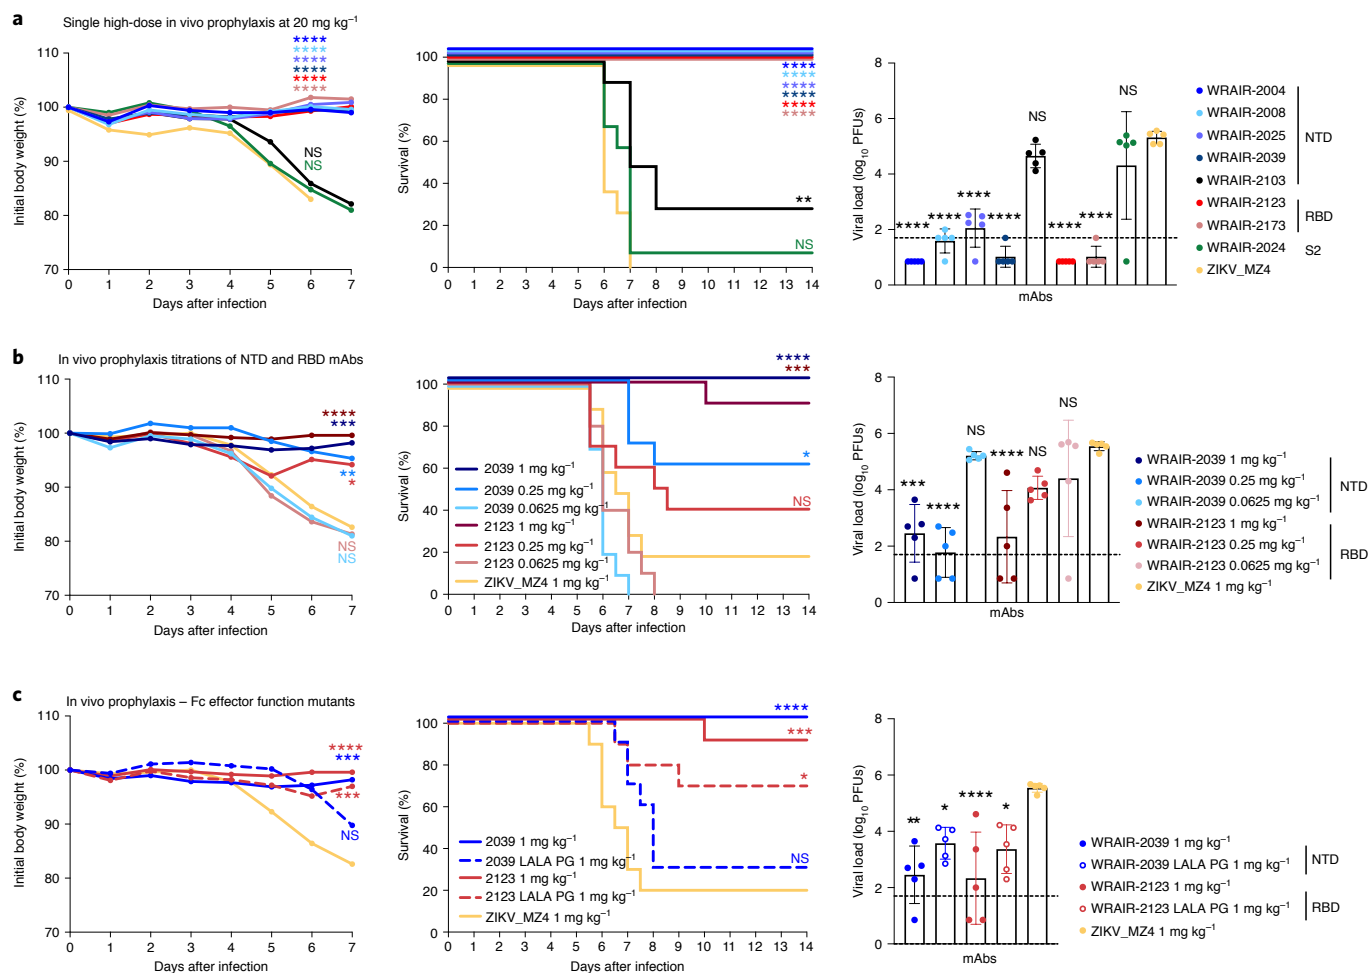 a
Single high-dose in vivo prophylaxis at 20 mg kg⁻¹
Initial body weight (%)
110
100
90
80
70
****
****
****
****
****
****
NS
NS
0 1 2 3 4 5 6 7
Days after infection
Survival (%)
100
80
60
40
20
0
****
****
****
****
****
****
**
NS
0 1 2 3 4 5 6 7 8 9 10 11 12 13 14
Days after infection
Viral load (log₁₀ PFUs)
8
6
4
2
0
****
****
****
****
NS
****
****
NS
mAbs
WRAIR-2004
WRAIR-2008
WRAIR-2025
WRAIR-2039
WRAIR-2103
NTD
WRAIR-2123
WRAIR-2173
RBD
WRAIR-2024
S2
ZIKV_MZ4
b
In vivo prophylaxis titrations of NTD and RBD mAbs
Initial body weight (%)
110
100
90
80
70
****
***
**
*
NS
NS
0 1 2 3 4 5 6 7
Days after infection
Survival (%)
100
80
60
40
20
0
****
***
*
NS
2039 1 mg kg⁻¹
2039 0.25 mg kg⁻¹
2039 0.0625 mg kg⁻¹
2123 1 mg kg⁻¹
2123 0.25 mg kg⁻¹
2123 0.0625 mg kg⁻¹
ZIKV_MZ4 1 mg kg⁻¹
0 1 2 3 4 5 6 7 8 9 10 11 12 13 14
Days after infection
Viral load (log₁₀ PFUs)
8
6
4
2
0
***
****
NS
****
NS
NS
mAbs
WRAIR-2039 1 mg kg⁻¹
WRAIR-2039 0.25 mg kg⁻¹
WRAIR-2039 0.0625 mg kg⁻¹
NTD
WRAIR-2123 1 mg kg⁻¹
WRAIR-2123 0.25 mg kg⁻¹
WRAIR-2123 0.0625 mg kg⁻¹
RBD
ZIKV_MZ4 1 mg kg⁻¹
c
In vivo prophylaxis – Fc effector function mutants
Initial body weight (%)
110
100
90
80
70
****
***
***
NS
0 1 2 3 4 5 6 7
Days after infection
Survival (%)
100
80
60
40
20
0
****
***
*
NS
2039 1 mg kg⁻¹
2039 LALA PG 1 mg kg⁻¹
2123 1 mg kg⁻¹
2123 LALA PG 1 mg kg⁻¹
ZIKV_MZ4 1 mg kg⁻¹
0 1 2 3 4 5 6 7 8 9 10 11 12 13 14
Days after infection
Viral load (log₁₀ PFUs)
8
6
4
2
0
**
*
****
*
mAbs
WRAIR-2039 1 mg kg⁻¹
WRAIR-2039 LALA PG 1 mg kg⁻¹
NTD
WRAIR-2123 1 mg kg⁻¹
WRAIR-2123 LALA PG 1 mg kg⁻¹
RBD
ZIKV_MZ4 1 mg kg⁻¹